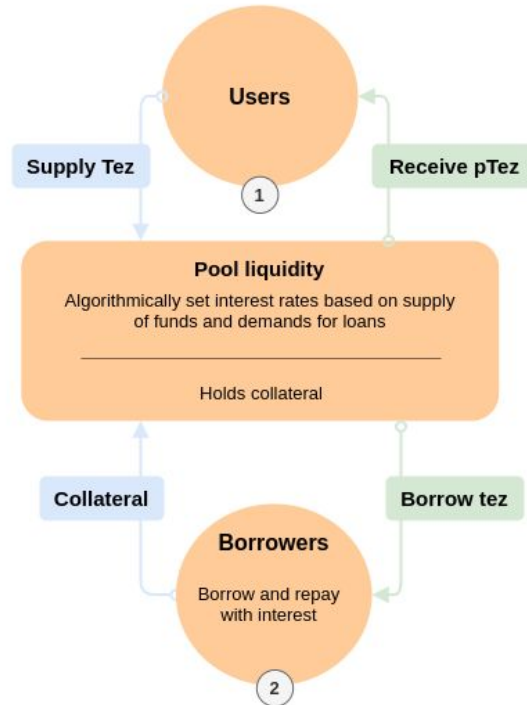 Users
Supply Tez
Receive pTez
1
Pool liquidity
Algorithmically set interest rates based on supply
of funds and demands for loans
Holds collateral
Collateral
Borrow tez
Borrowers
Borrow and repay
with interest
2